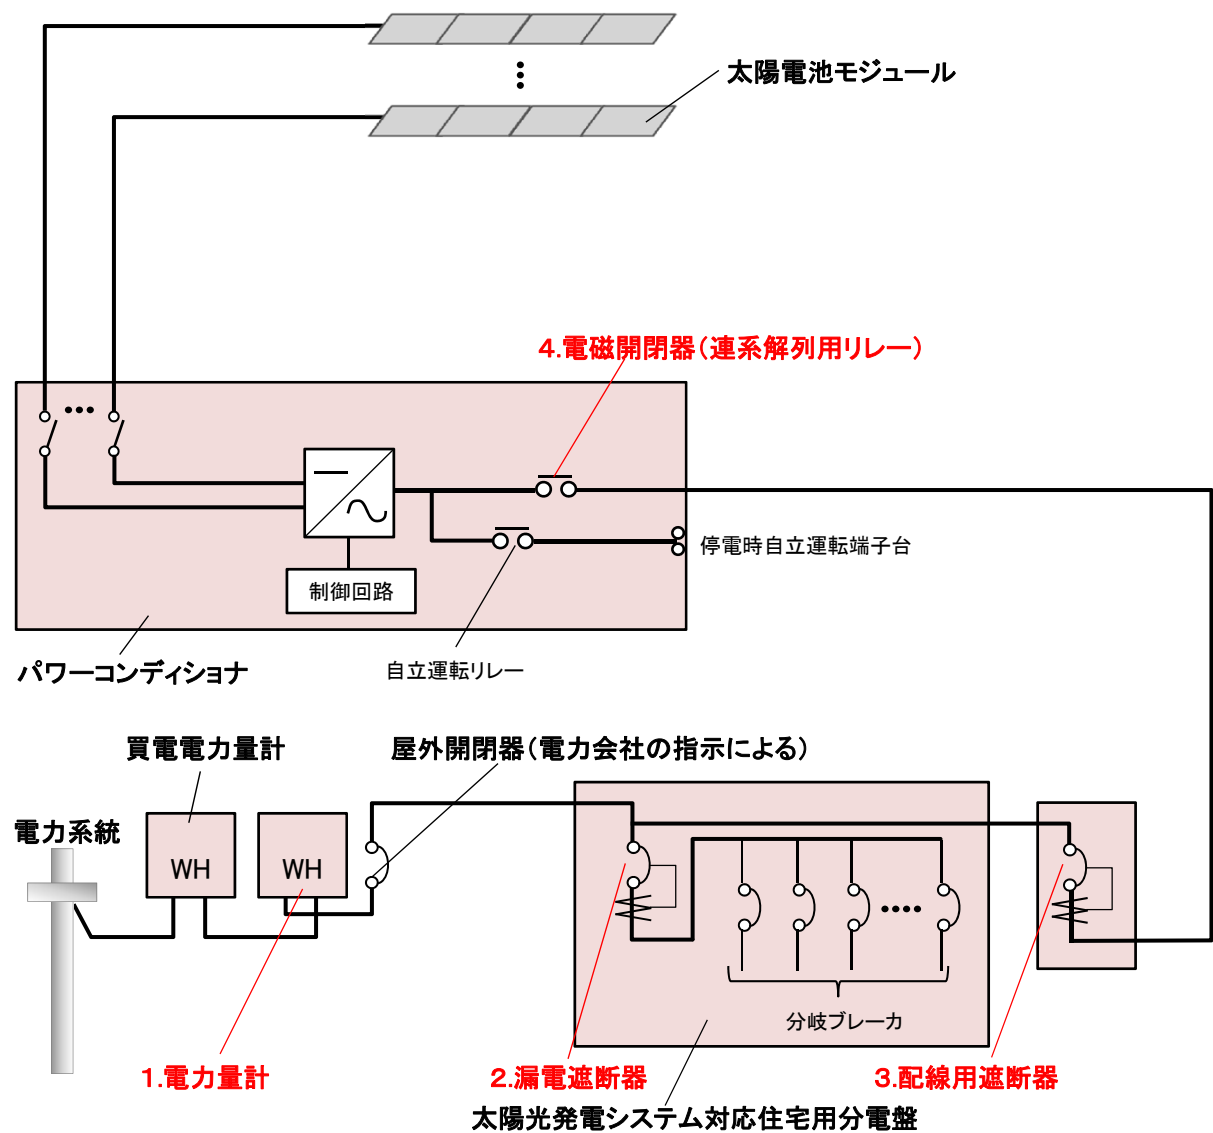 太陽電池モジュール
4.電磁開閉器(連系解列用リレー)
停電時自立運転端子台
制御回路
パワーコンディショナ
自立運転リレー
買電電力量計
屋外開閉器(電力会社の指示による)
電力系統
WH
WH
分岐ブレーカ
1.電力量計
2.漏電遮断器
3.配線用遮断器
太陽光発電システム対応住宅用分電盤